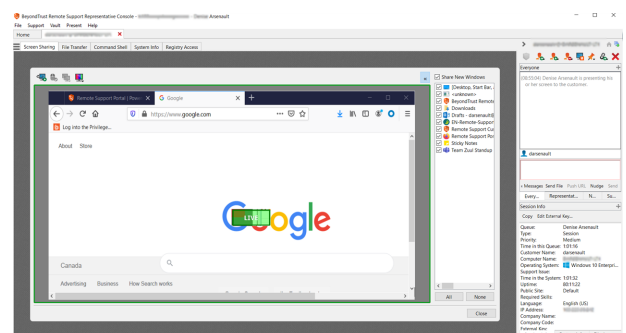 BeyondTrust Remote Support Representative Console -
Denise Arsenault
File Support Vault Present Help
Home
Screen Sharing File Transfer Command Shell System Info Registry Access
Remote Support Portal | Powe
Google
https://www.google.com
Log into the Privilege...
About Store
Google
LIVE
Canada
Advertising Business How Search works
Share New Windows
[Desktop, Start Bar,
<unknown>
BeyondTrust Remote
Downloads
Drafts - darsenault@
EN-Remote-Support
Remote Support Cu
Remote Support Por
Sticky Notes
Team Zuul Standup
All None
Close
Everyone
Denise Arsenault is presenting his
or her screen to the customer.
darsenault
Messages Send File Push URL Nudge Send
Every... Representat... N... Su...
Session Info
Copy Edit External Key...
Queue: Denise Arsenault
Type: Session
Priority: Medium
Time in this Queue: 1:01:16
Customer Name: darsenault
Computer Name:
Operating System: Windows 10 Enterpri...
Support Issue:
Time in the System: 1:01:32
Uptime: 80:11:22
Public Site: Default
Required Skills:
Language: English (US)
IP Address:
Company Name:
Company Code:
External Key: